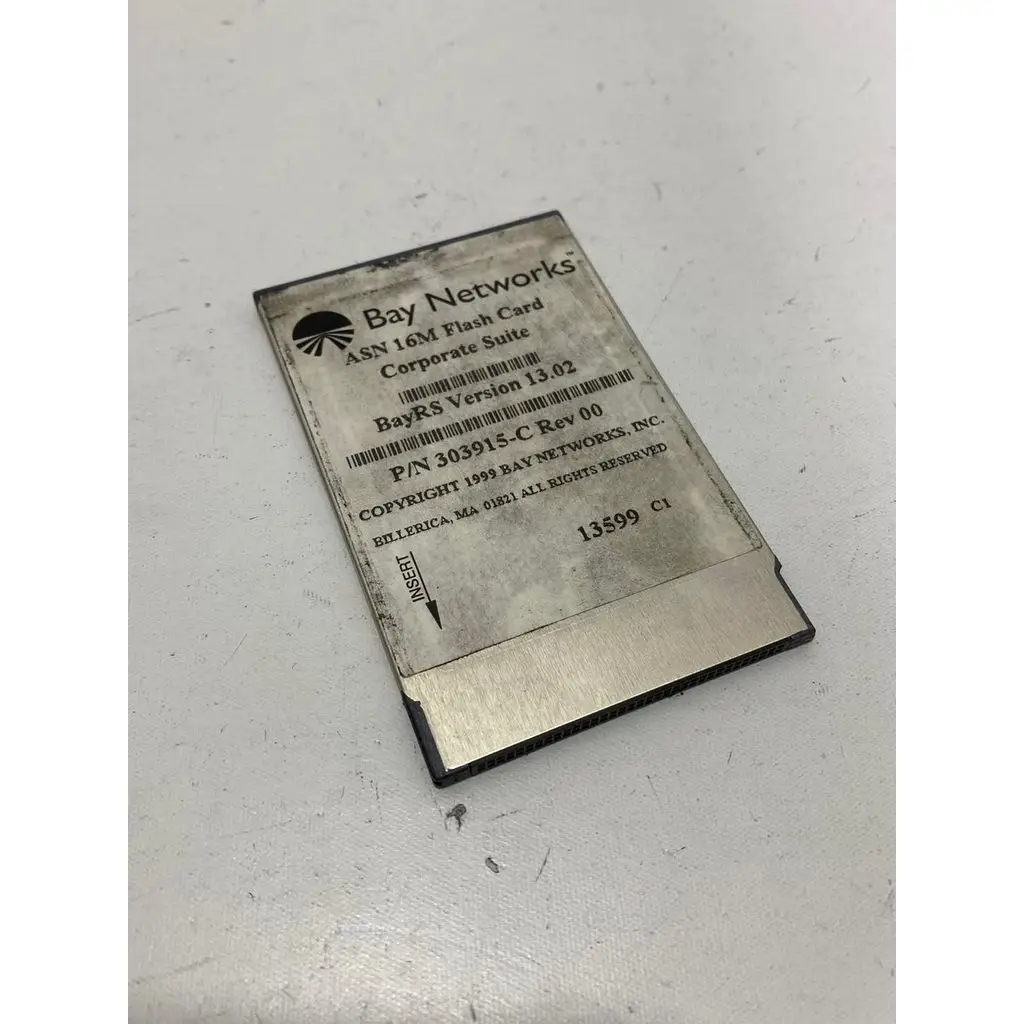 Bay Networks™
ASN 16M Flash Card
Corporate Suite
BayRS Version 13.02
P/N 303915-C Rev 00
COPYRIGHT 1999 BAY NETWORKS, INC.
BILLERICA, MA 01821 ALL RIGHTS RESERVED
13599 C1
INSERT